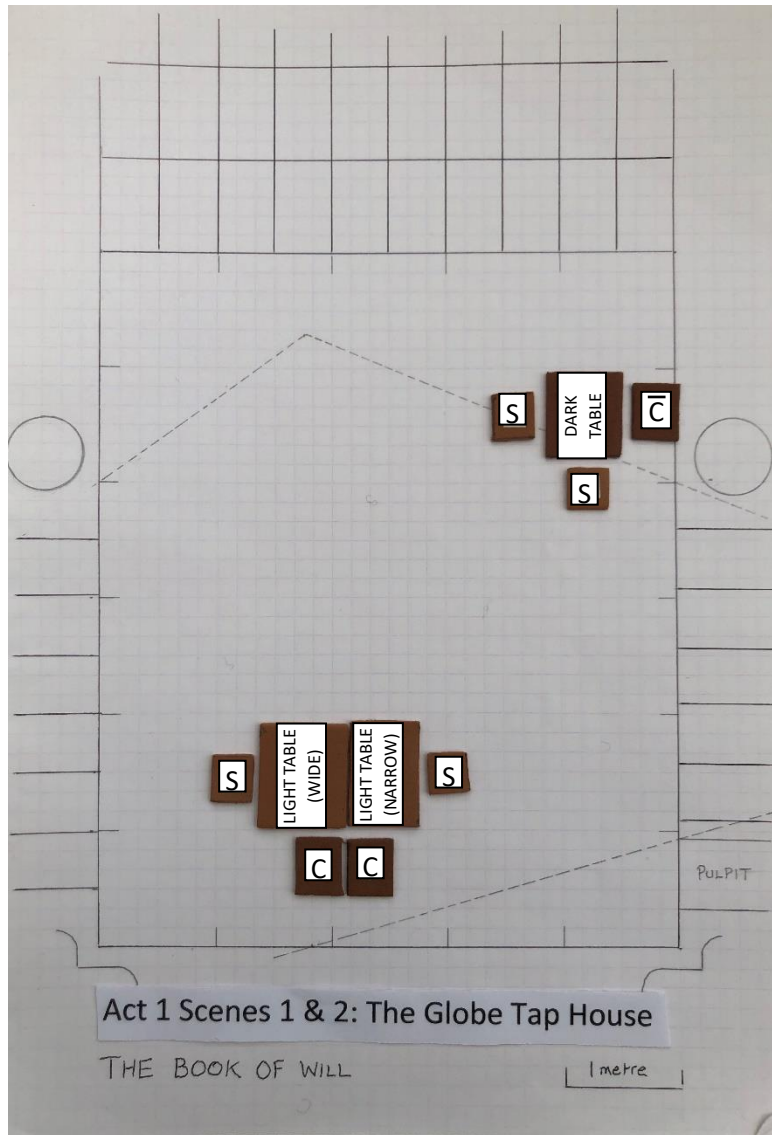 S
DARK
TABLE
C
S
S
LIGHT TABLE
(WIDE)
LIGHT TABLE
(NARROW)
S
C
C
PULPIT
Act 1 Scenes 1 & 2: The Globe Tap House
THE BOOK OF WILL
1 metre